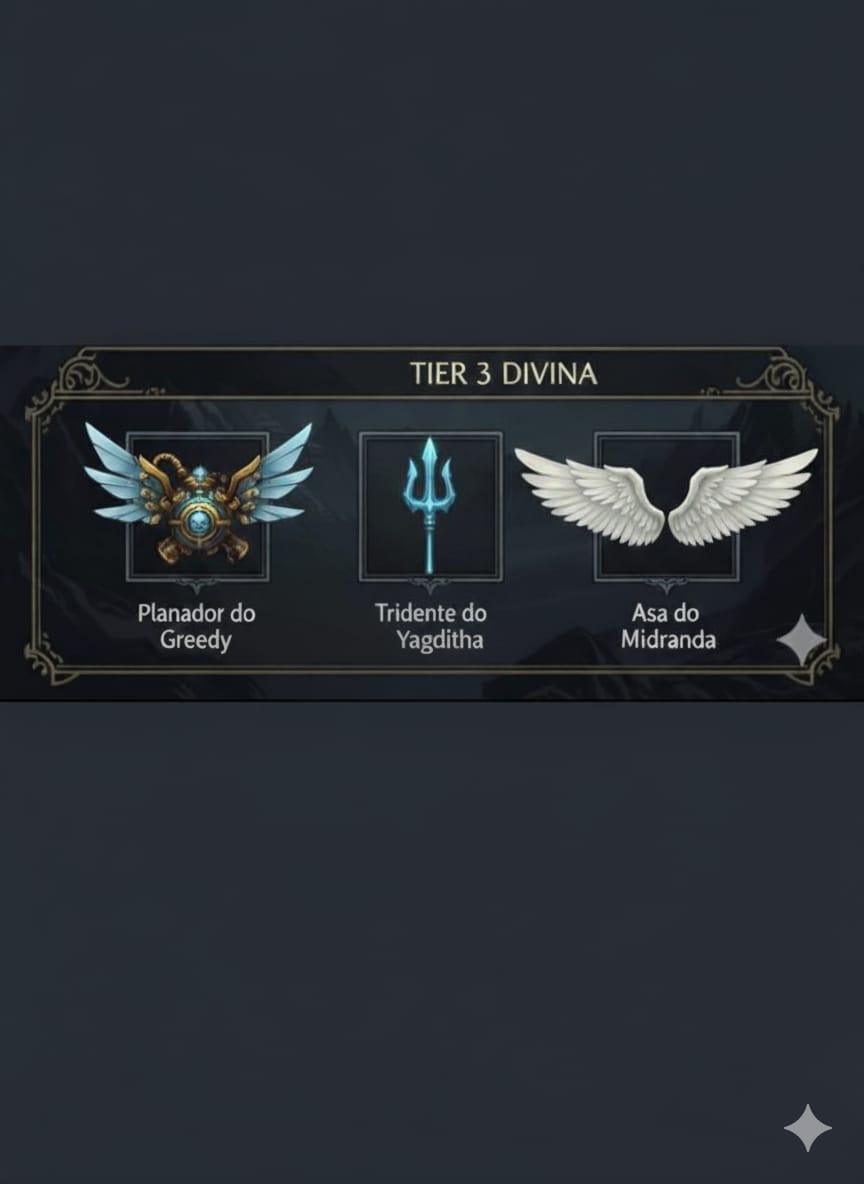 TIER 3 DIVINA
Planador do
Greedy
Tridente do
Yagditha
Asa do
Midranda